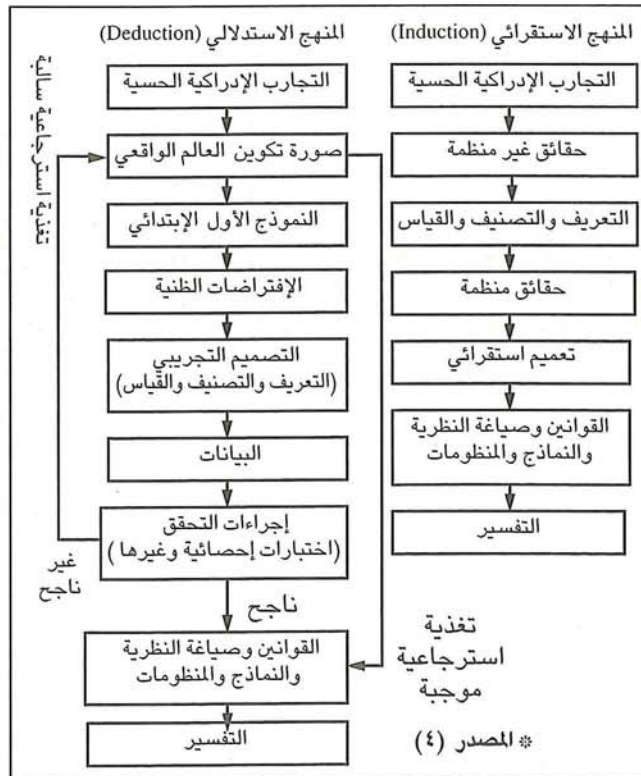 المنهج الاستقرائي (Induction)
التجارب الإدراكية الحسية
حقائق غير منظمة
التعريف والتصنيف والقياس
حقائق منظمة
تعميم استقرائي
القوانين وصياغة النظرية
والنماذج والمنظومات
التفسير
المنهج الاستدلالي (Deduction)
التجارب الإدراكية الحسية
صورة تكوين العالم الواقعي
النموذج الأول الإبتدائي
الإفتراضات الظنية
التصميم التجريبي
(التعريف والتصنيف والقياس)
البيانات
إجراءات التحقق
(اختبارات إحصائية وغيرها )
ناجح
القوانين وصياغة النظرية
والنماذج والمنظومات
التفسير
غير
ناجح
تغذية استرجاعية سالبة
تغذية
استرجاعية
موجبة
* المصدر (٤)